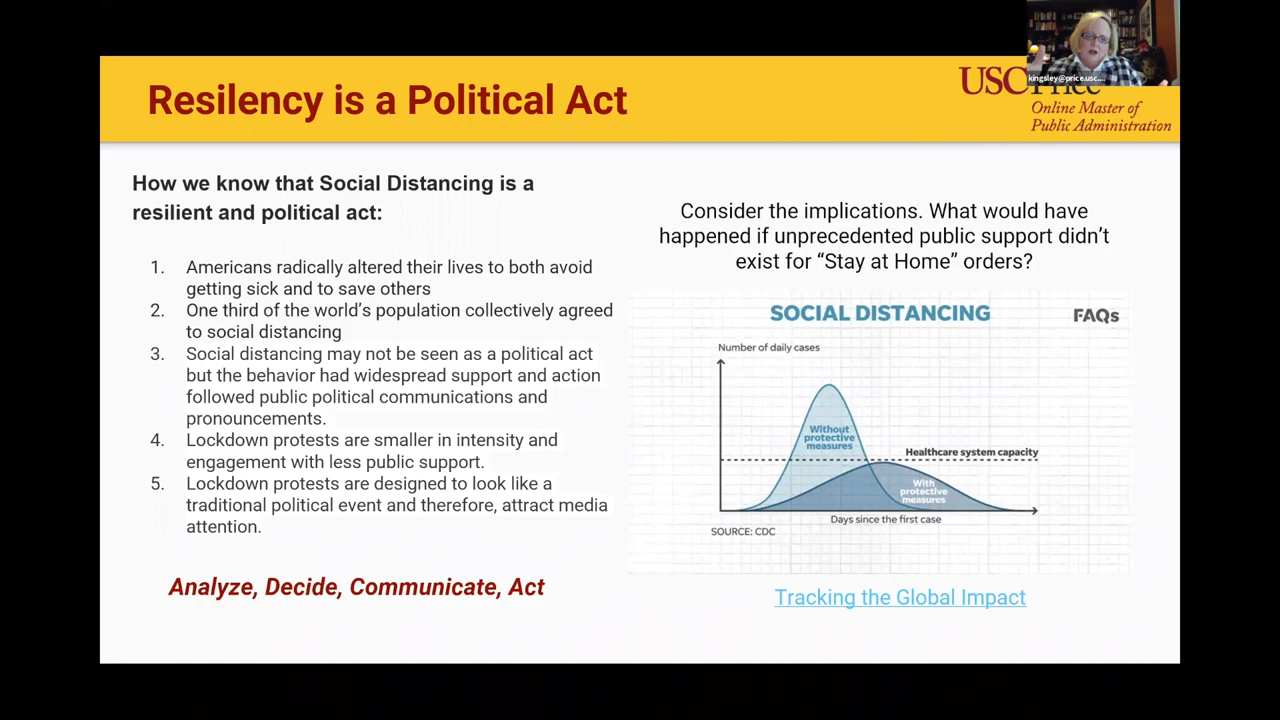 Resilency is a Political Act
kingsley@price.usc....
USC Price
Online Master of
Public Administration
How we know that Social Distancing is a
resilient and political act:
1. Americans radically altered their lives to both avoid
getting sick and to save others
2. One third of the world’s population collectively agreed
to social distancing
3. Social distancing may not be seen as a political act
but the behavior had widespread support and action
followed public political communications and
pronouncements.
4. Lockdown protests are smaller in intensity and
engagement with less public support.
5. Lockdown protests are designed to look like a
traditional political event and therefore, attract media
attention.
Analyze, Decide, Communicate, Act
Consider the implications. What would have
happened if unprecedented public support didn’t
exist for “Stay at Home” orders?
SOCIAL DISTANCING
FAQs
Number of daily cases
Without
protective
measures
Healthcare system capacity
With
protective
measures
Days since the first case
SOURCE: CDC
Tracking the Global Impact